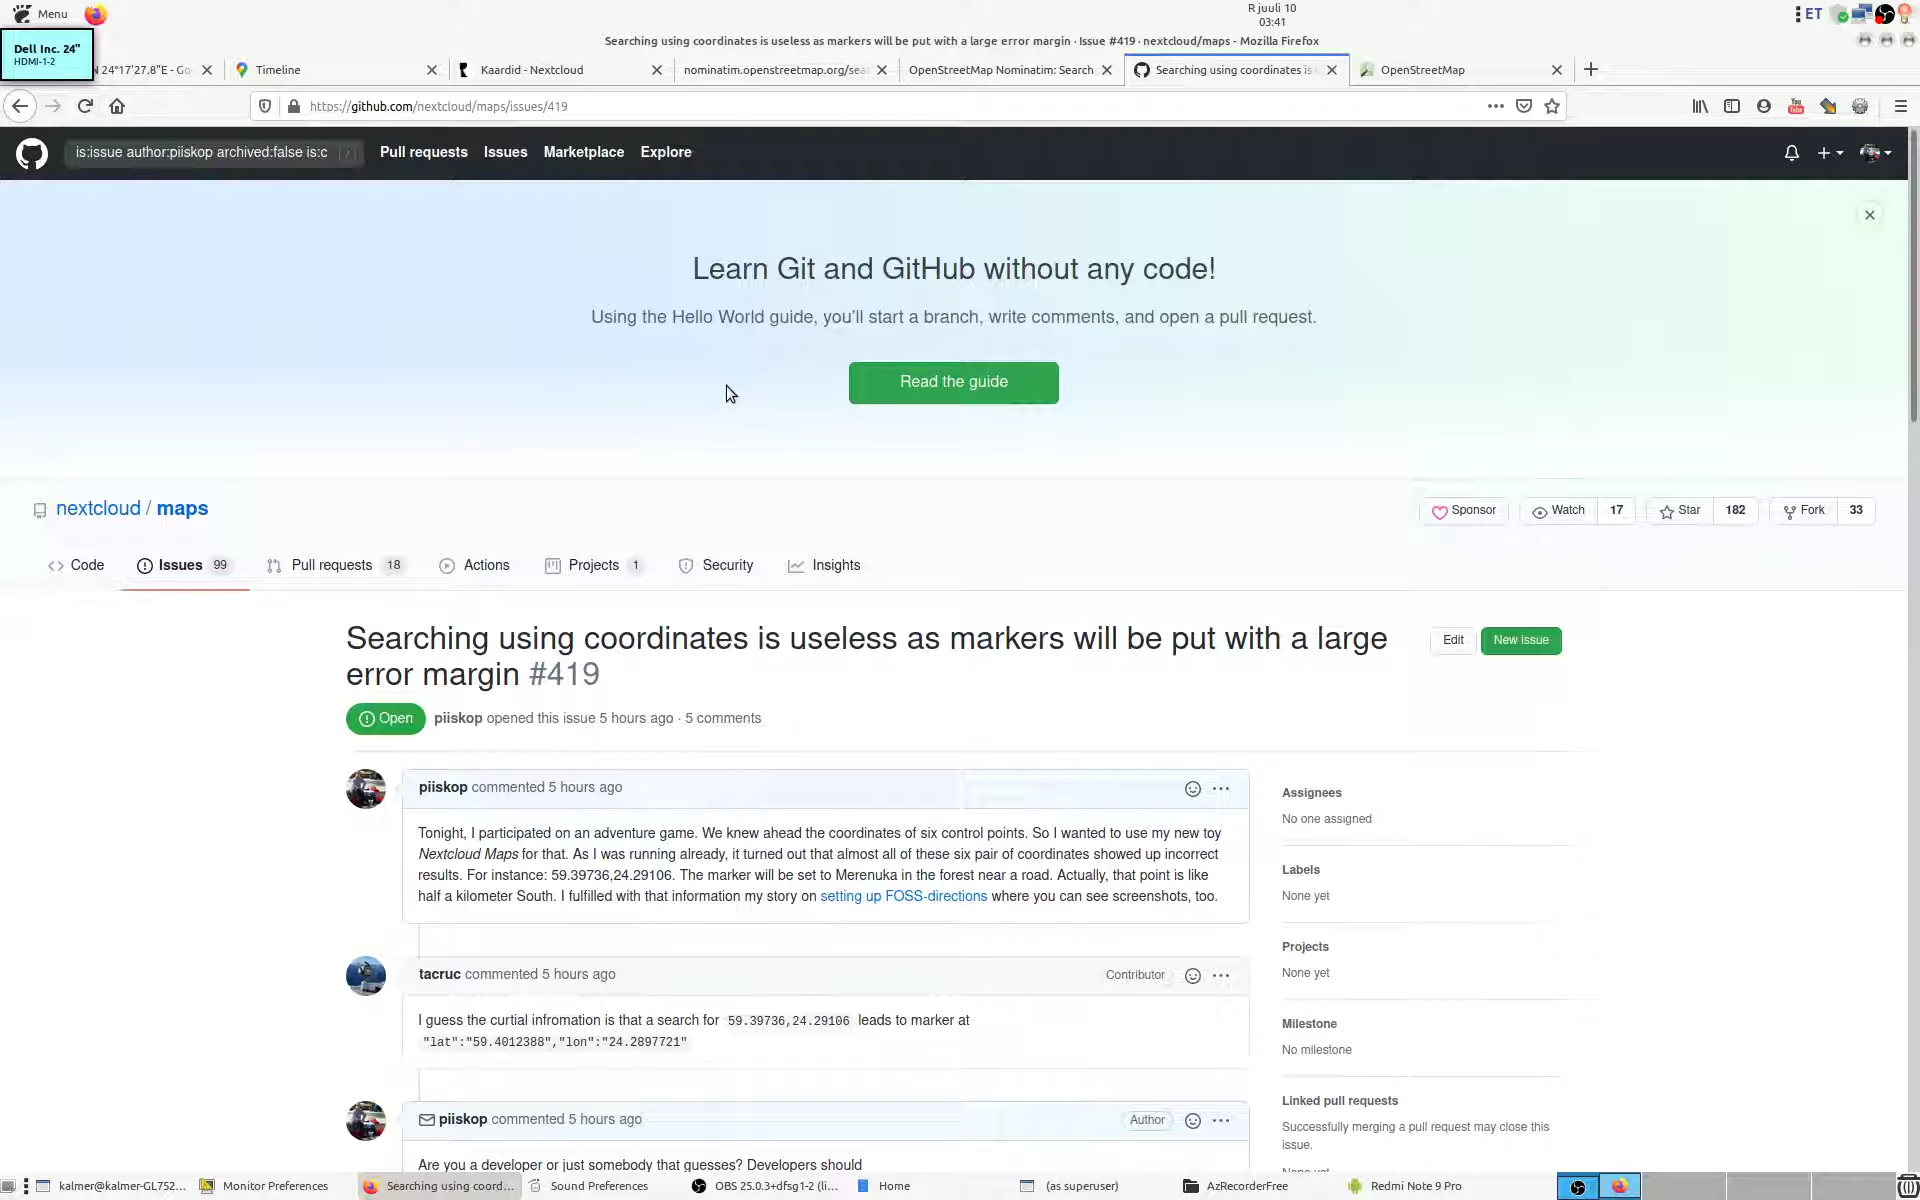 Menu
R juuli 10
03:41
ET
Dell Inc. 24"
HDMI-1-2
Searching using coordinates is useless as markers will be put with a large error margin · Issue #419 · nextcloud/maps - Mozilla Firefox
N 24°17'27.8"E - Go
Timeline
Kaardid - Nextcloud
nominatim.openstreetmap.org/sea
OpenStreetMap Nominatim: Search
Searching using coordinates is
OpenStreetMap
https://github.com/nextcloud/maps/issues/419
is:issue author:piiskop archived:false is:c
/
Pull requests
Issues
Marketplace
Explore
Learn Git and GitHub without any code!
Using the Hello World guide, you'll start a branch, write comments, and open a pull request.
Read the guide
nextcloud / maps
Sponsor
Watch 17
Star 182
Fork 33
Code
Issues 99
Pull requests 18
Actions
Projects 1
Security
Insights
Searching using coordinates is useless as markers will be put with a large
error margin #419
Edit
New issue
Open
piiskop opened this issue 5 hours ago · 5 comments
piiskop commented 5 hours ago
Tonight, I participated on an adventure game. We knew ahead the coordinates of six control points. So I wanted to use my new toy
Nextcloud Maps for that. As I was running already, it turned out that almost all of these six pair of coordinates showed up incorrect
results. For instance: 59.39736,24.29106. The marker will be set to Merenuka in the forest near a road. Actually, that point is like
half a kilometer South. I fulfilled with that information my story on setting up FOSS-directions where you can see screenshots, too.
Assignees
No one assigned
Labels
None yet
Projects
None yet
Milestone
No milestone
Linked pull requests
Successfully merging a pull request may close this
issue.
tacruc commented 5 hours ago
Contributor
I guess the curtial infromation is that a search for 59.39736,24.29106 leads to marker at
"lat":"59.4012388","lon":"24.2897721"
piiskop commented 5 hours ago
Author
Are you a developer or just somebody that guesses? Developers should
kalmer@kalmer-GL752...
Monitor Preferences
Searching using coord...
Sound Preferences
OBS 25.0.3+dfsg1-2 (li...
Home
(as superuser)
AzRecorderFree
Redmi Note 9 Pro